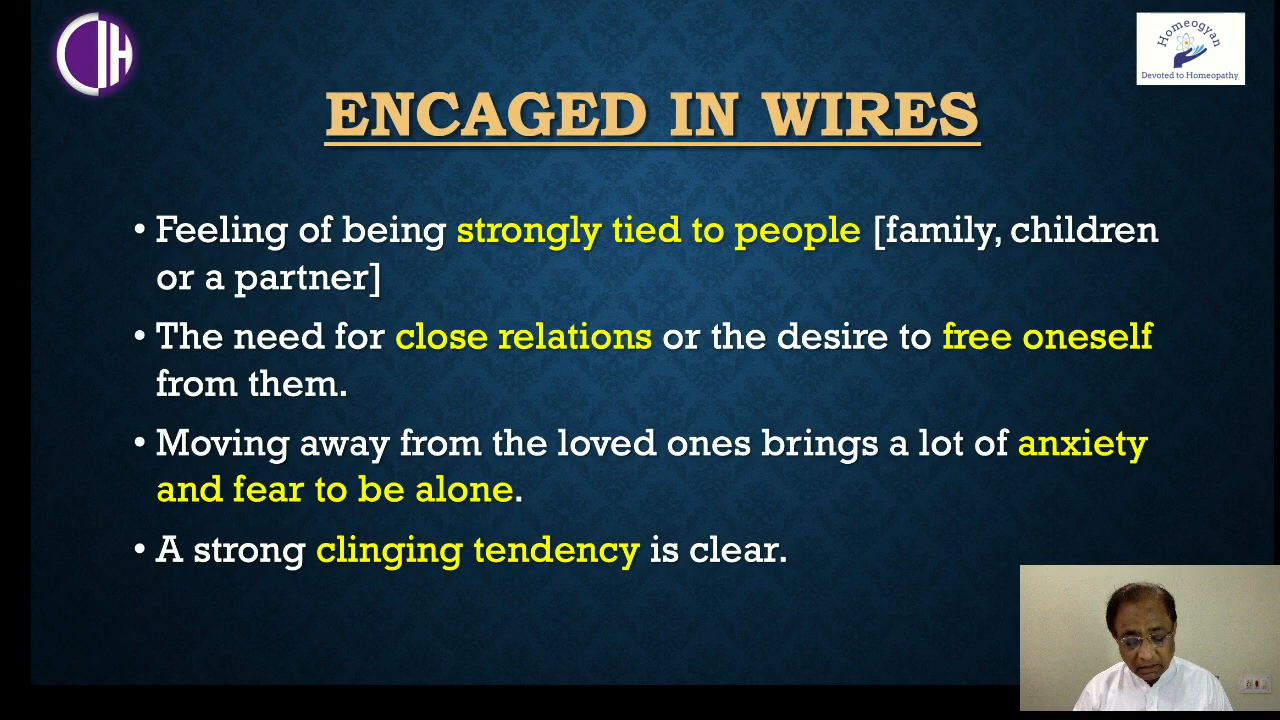 CIH
Homeogyan
Devoted to Homeopathy
ENCAGED IN WIRES
• Feeling of being strongly tied to people [family, children
or a partner]
• The need for close relations or the desire to free oneself
from them.
• Moving away from the loved ones brings a lot of anxiety
and fear to be alone.
• A strong clinging tendency is clear.